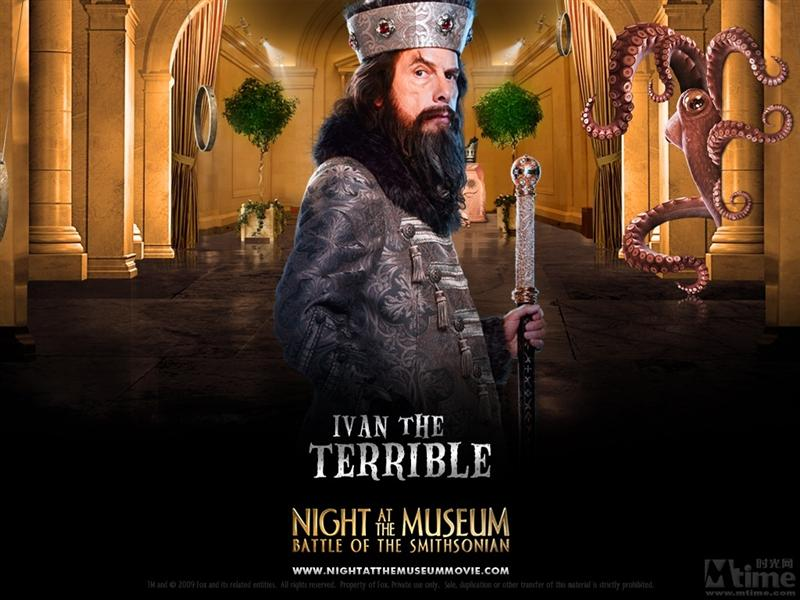 IVAN THE
TERRIBLE
NIGHT AT THE MUSEUM
BATTLE OF THE SMITHSONIAN
WWW.NIGHTATTHEMUSEUMMOVIE.COM
TM and © 2009 Fox and its related entities. All rights reserved. Property of Fox. Private use only. Sale, duplication or other transfer of this material is strictly prohibited.
Mtime 时光网
www.mtime.com